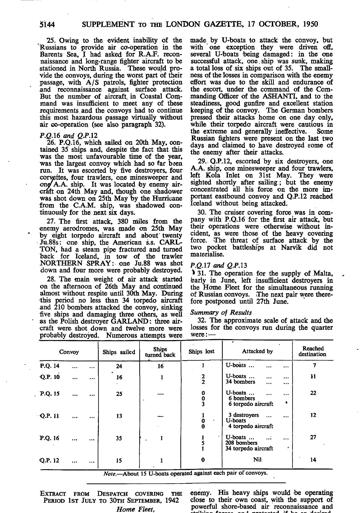 5144 SUPPLEMENT TO THE LONDON GAZETTE, 17 OCTOBER, 1950
25. Owing to the evident inability of the
Russians to provide air co-operation in the
Barents Sea, I had asked for R.A.F. recon-
naissance and long-range fighter aircraft to be
stationed in North Russia. These would pro-
vide the convoys, during the worst part of their
passage, with A/S patrols, fighter protection
and reconnaissance against surface attack.
But the number of aircraft in Coastal Com-
mand was insufficient to meet any of these
requirements and the convoys had to continue
this most hazardous passage virtually without
air co-operation (see also paragraph 32).
P.Q.16 and Q.P.12
26. P.Q.16, which sailed on 20th May, con-
tained 35 ships and, despite the fact that this
was the most unfavourable time of the year,
was the largest convoy which had so far been
run. It was escorted by five destroyers, four
corvettes, four trawlers, one minesweeper and
one A.A. ship. It was located by enemy air-
craft on 24th May and, though one shadower
was shot down on 25th May by the Hurricane
from the C.A.M. ship, was shadowed con-
tinuously for the next six days.
27. The first attack, 380 miles from the
enemy aerodromes, was made on 25th May
by eight torpedo aircraft and about twenty
Ju.88s: one ship, the American s.s. CARL-
TON, had a steam pipe fractured and turned
back for Iceland, in tow of the trawler
NORTHERN SPRAY: one Ju.88 was shot
down and four more were probably destroyed.
28. The main weight of air attack started
on the afternoon of 26th May and continued
almost without respite until 30th May. During
this period no less than 34 torpedo aircraft
and 210 bombers attacked the convoy, sinking
five ships and damaging three others, as well
as the Polish destroyer GARLAND: three air-
craft were shot down and twelve more were
probably destroyed. Numerous attempts were
made by U-boats to attack the convoy, but
with one exception they were driven off,
several U-boats being damaged: in the one
successful attack, one ship was sunk, making
a total loss of six ships out of 35. The small-
ness of the losses in comparison with the enemy
effort was due to the skill and endurance of
the escort, under the command of the Com-
manding Officer of the ASHANTI, and to the
steadiness, good gunfire and excellent station
keeping of the convoy. The German bombers
pressed their attacks home on one day only,
while their torpedo aircraft were cautious in
the extreme and generally ineffective. Some
Russian fighters were present on the last two
days and claimed to have destroyed some of
the enemy after their attacks.
29. Q.P.12, escorted by six destroyers, one
A.A. ship, one minesweeper and four trawlers,
left Kola Inlet on 31st May. They were
sighted shortly after sailing; but the enemy
concentrated all his force on the more im-
portant eastbound convoy and Q.P.12 reached
Iceland without being attacked.
30. The cruiser covering force was in com-
pany with P.Q.16 for the first air attack, but
their operations were otherwise without in-
cident, as were those of the heavy covering
force. The threat of surface attack by the
two pocket battleships at Narvik did not
materialise.
P.Q.17 and Q.P.13
31. The operation for the supply of Malta,
early in June, left insufficient destroyers in
the Home Fleet for the simultaneous running
of Russian convoys. The next pair were there-
fore postponed until 27th June.
Summary of Results
32. The approximate scale of attack and the
losses for the convoys run during the quarter
were:—
Convoy Ships sailed Ships turned back Ships lost Attacked by Reached destination
P.Q. 14 ... ... 24 16 1 U-boats ... ... ... 7
Q.P. 10 ... ... 16 1 2 U-boats ... ... ... 11
2 34 bombers ... ...
P.Q. 15 ... ... 25 — 0 U-boats ... ... ... 22
0 6 bombers ... ...
3 6 torpedo aircraft
Q.P. 11 ... ... 13 1 3 destroyers ... ... 12
0 U-boats
0 4 torpedo aircraft
P.Q. 16 ... ... 35 1 1 U-boats ... ... ... 27
5 208 bombers ... ...
1 34 torpedo aircraft
Q.P. 12 ... ... 15 1 0 Nil 14
Note.—About 15 U-boats operated against each pair of convoys.
EXTRACT FROM DESPATCH COVERING THE
PERIOD 1ST JULY TO 30TH SEPTEMBER, 1942
Home Fleet,
enemy. His heavy ships would be operating
close to their own coast, with the support of
powerful shore-based air reconnaissance and